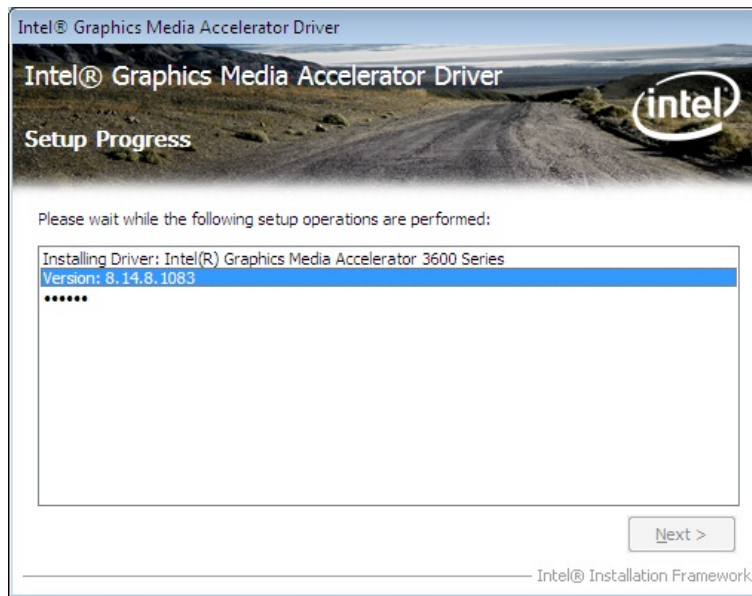 Intel® Graphics Media Accelerator Driver
Intel® Graphics Media Accelerator Driver
intel
Setup Progress
Please wait while the following setup operations are performed:
Installing Driver: Intel(R) Graphics Media Accelerator 3600 Series
Version: 8.14.8.1083
••••••
Next >
Intel® Installation Framework